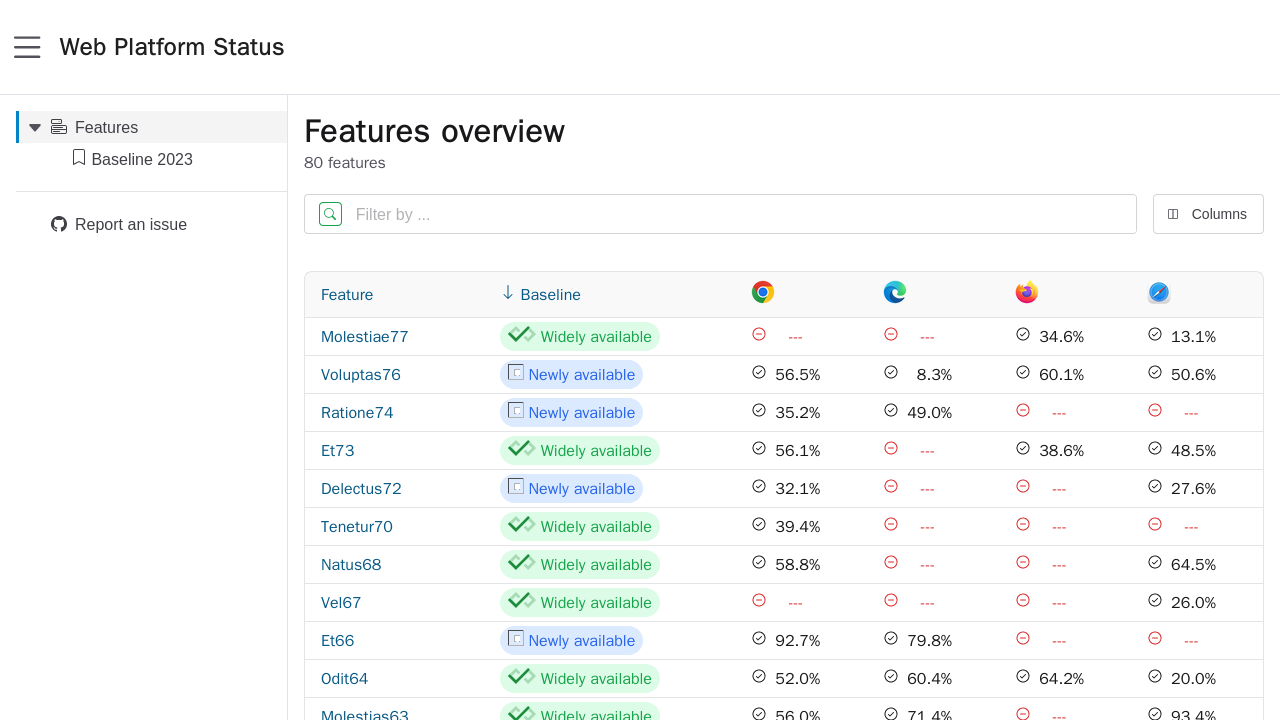 Web Platform Status
Features
Baseline 2023
Report an issue
Features overview
80 features
Filter by ...
Columns
Feature Baseline
Molestiae77 Widely available --- --- 34.6% 13.1%
Voluptas76 Newly available 56.5% 8.3% 60.1% 50.6%
Ratione74 Newly available 35.2% 49.0% --- ---
Et73 Widely available 56.1% --- 38.6% 48.5%
Delectus72 Newly available 32.1% --- --- 27.6%
Tenetur70 Widely available 39.4% --- --- ---
Natus68 Widely available 58.8% --- --- 64.5%
Vel67 Widely available --- --- --- 26.0%
Et66 Newly available 92.7% 79.8% --- ---
Odit64 Widely available 52.0% 60.4% 64.2% 20.0%
Molestias63 Widely available 56.0% 71.4% --- 93.4%